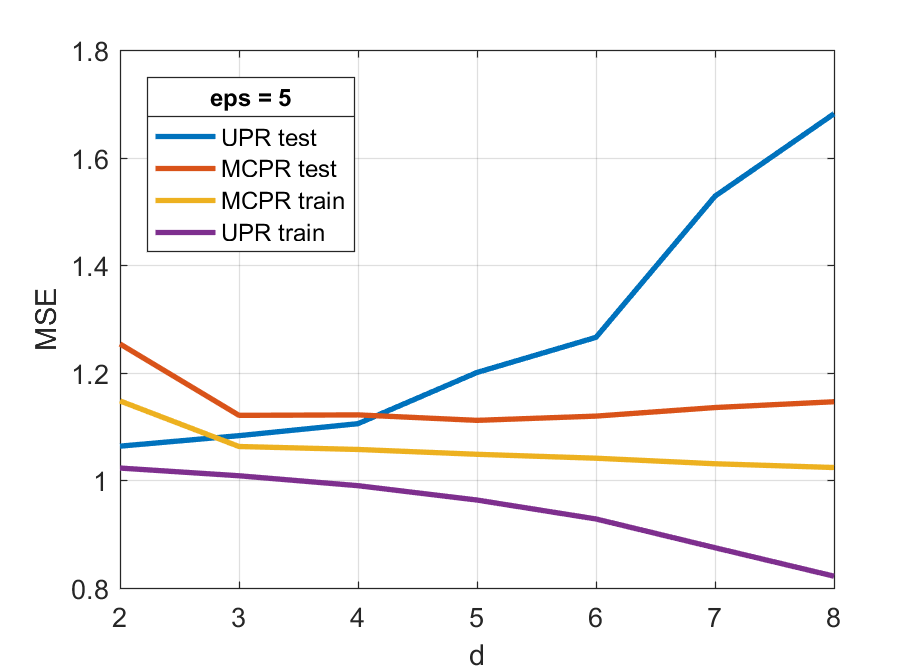 1.8
1.6
1.4
1.2
1
0.8
MSE
eps = 5
UPR test
MCPR test
MCPR train
UPR train
2 3 4 5 6 7 8
d